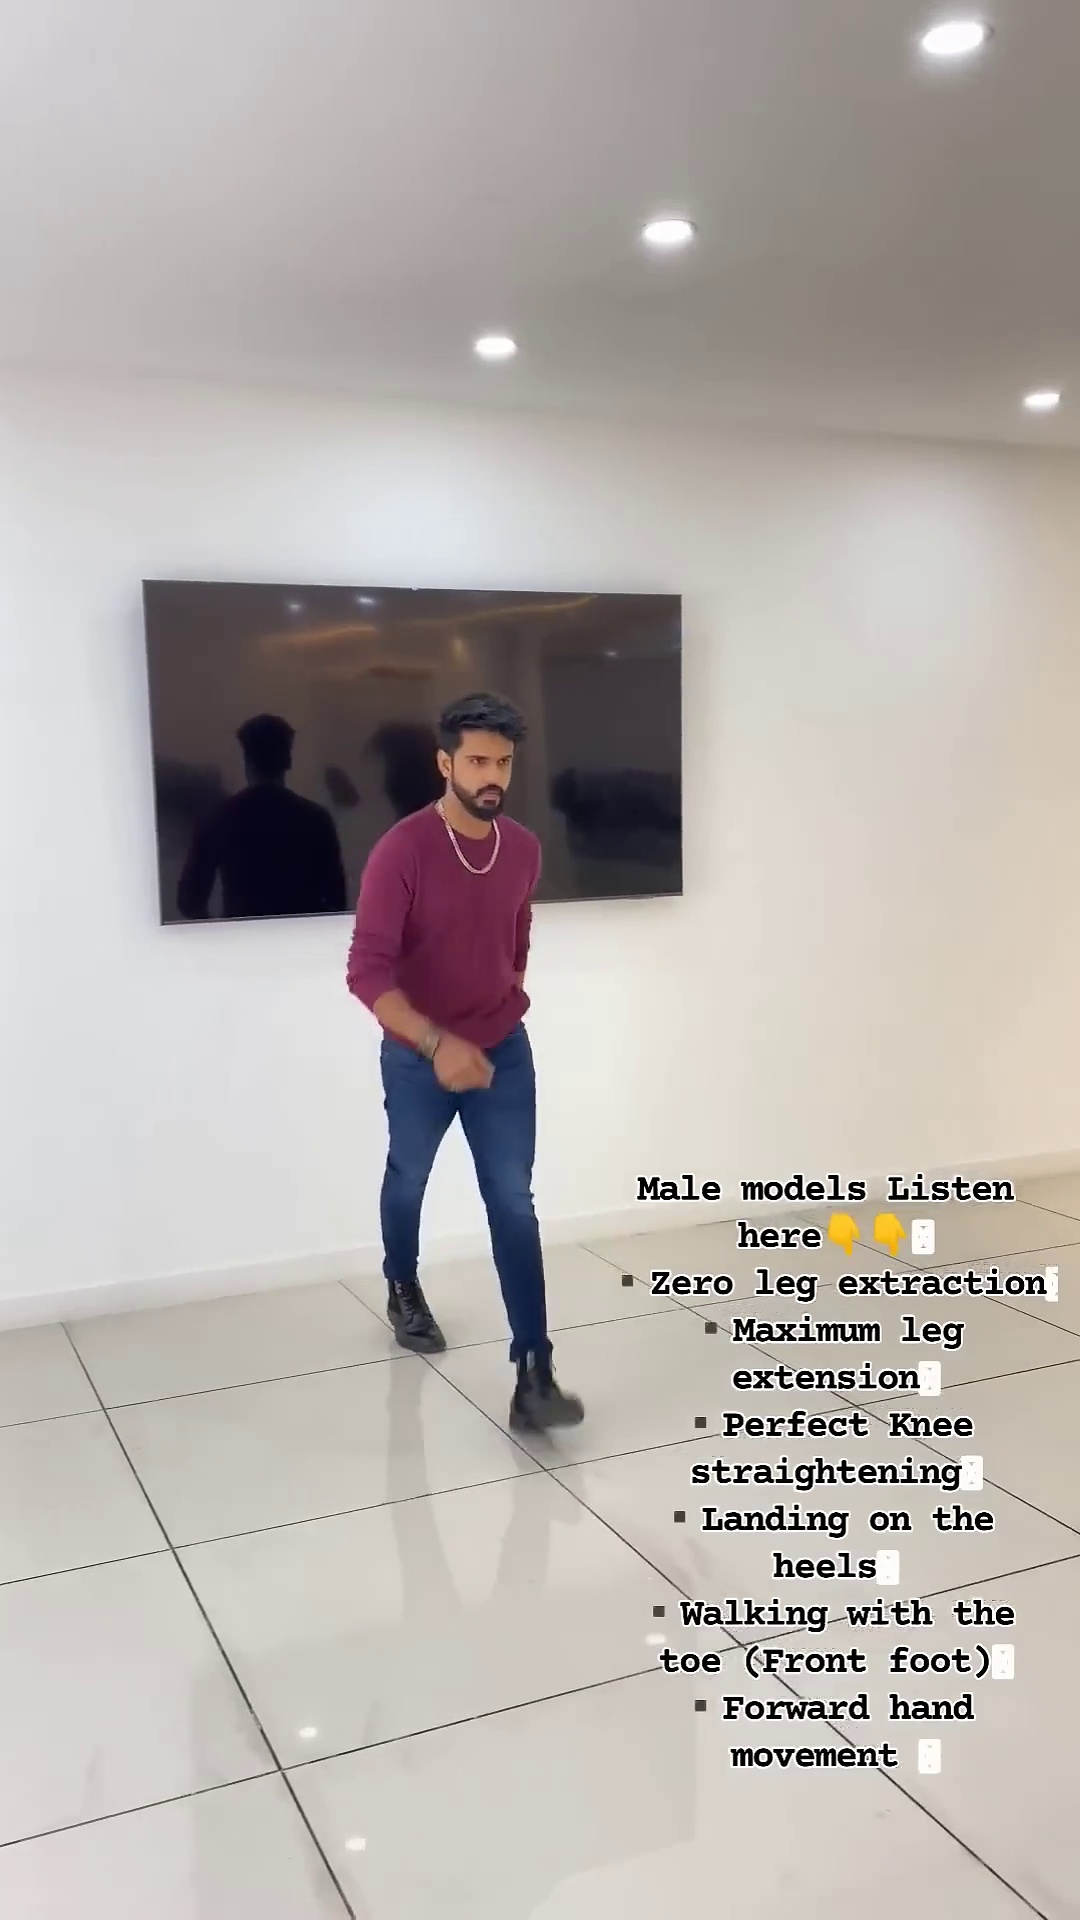 Male models Listen
here👇👇
▪ Zero leg extraction
▪ Maximum leg
extension
▪ Perfect Knee
straightening
▪ Landing on the
heels
▪ Walking with the
toe (Front foot)
▪ Forward hand
movement